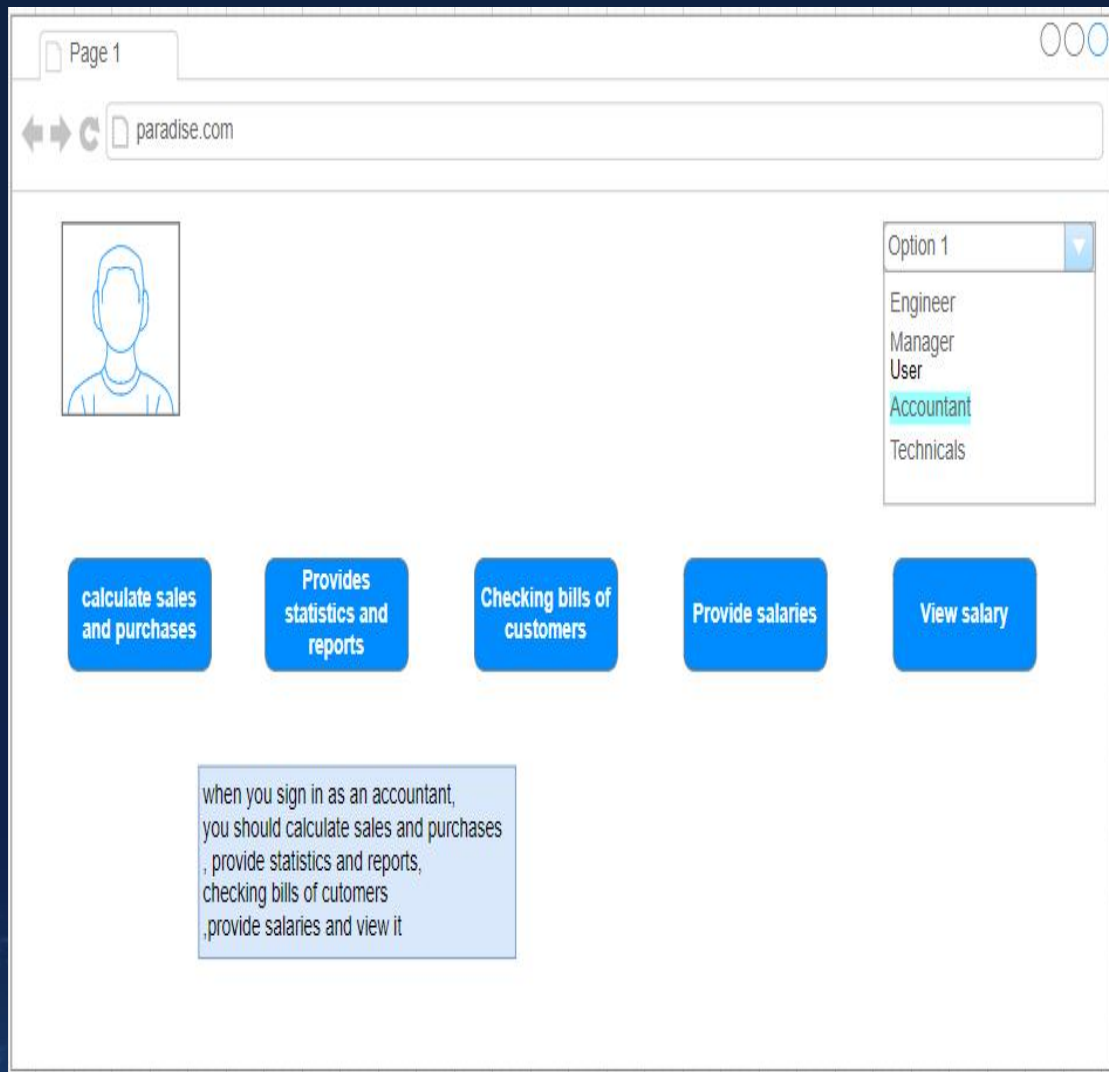 Page 1
paradise.com
Option 1
Engineer
Manager
User
Accountant
Technicals
calculate sales
and purchases
Provides
statistics and
reports
Checking bills of
customers
Provide salaries
View salary
when you sign in as an accountant,
you should calculate sales and purchases
, provide statistics and reports,
checking bills of cutomers
,provide salaries and view it